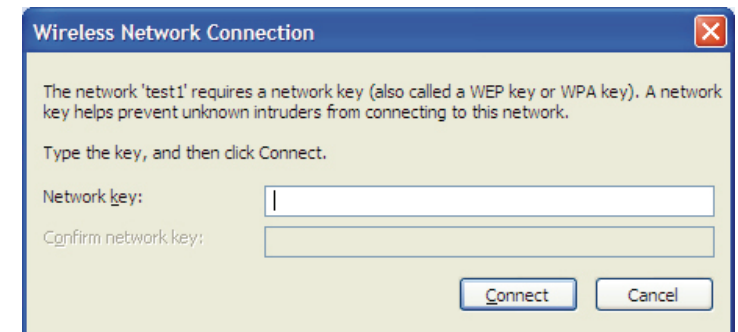 Wireless Network Connection
The network 'test1' requires a network key (also called a WEP key or WPA key). A network
key helps prevent unknown intruders from connecting to this network.
Type the key, and then click Connect.
Network key:
Confirm network key:
Connect Cancel